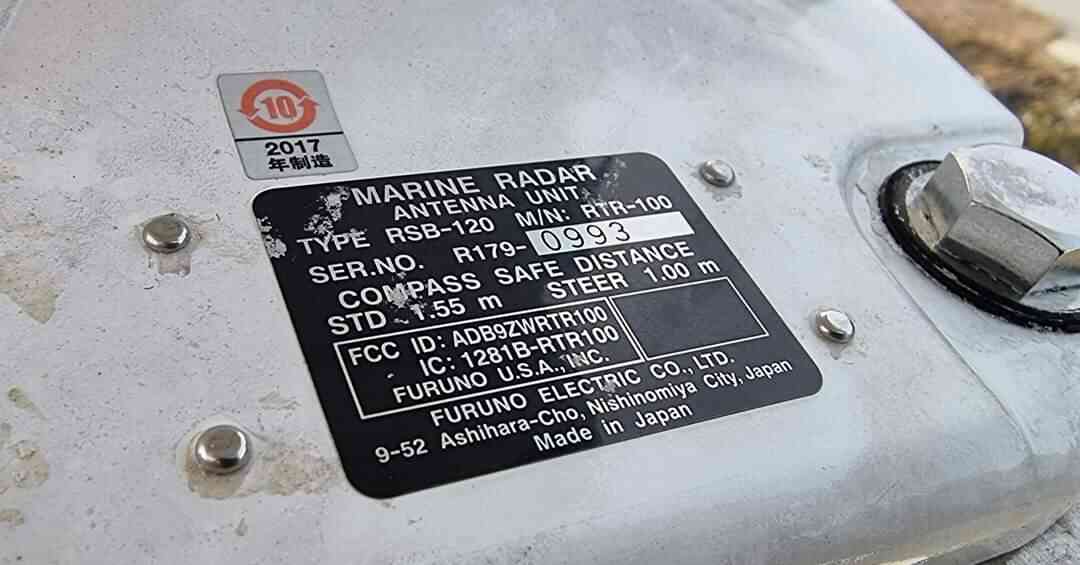 10
2017
年制造
MARINE RADAR
ANTENNA UNIT
TYPE RSB-120 M/N: RTR-100
SER.NO. R179-0993
COMPASS SAFE DISTANCE
STD 1.55 m STEER 1.00 m
FCC ID: ADB9ZWRTR100
IC: 1281B-RTR100
FURUNO U.S.A., INC.
FURUNO ELECTRIC CO., LTD.
9-52 Ashihara-Cho, Nishinomiya City, Japan
Made in Japan